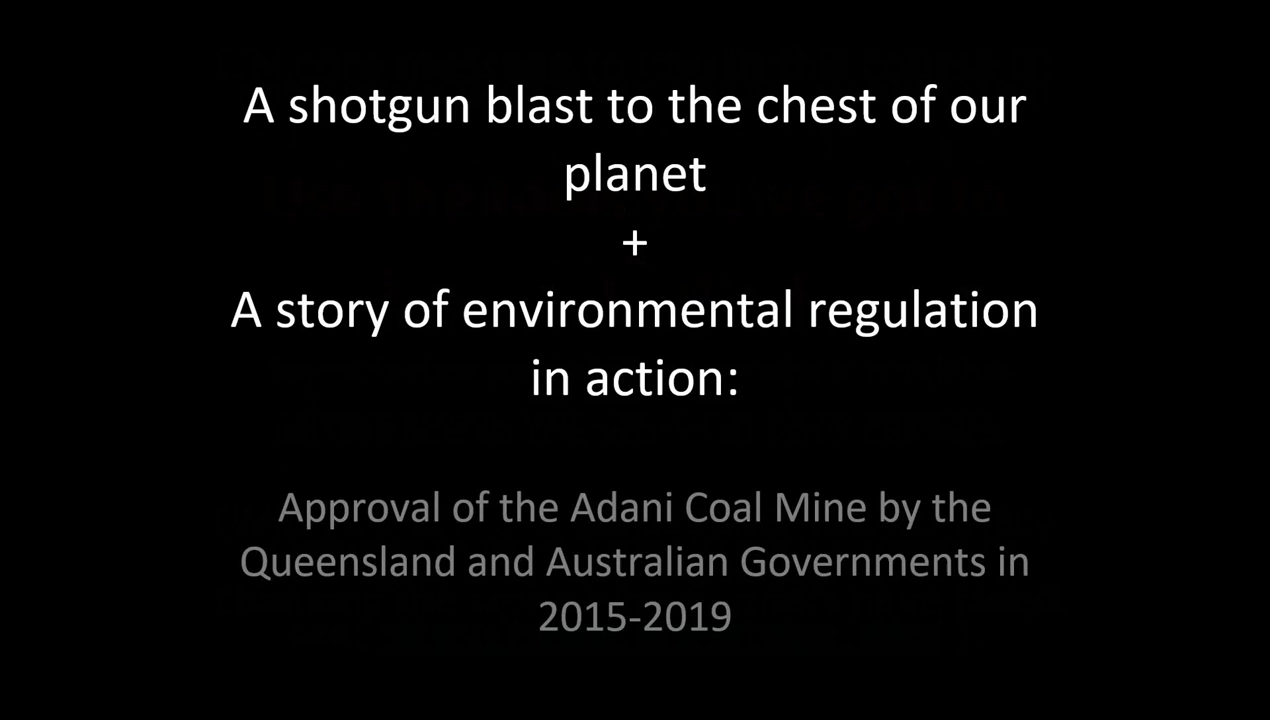 A shotgun blast to the chest of our
planet
+
A story of environmental regulation
in action:
Approval of the Adani Coal Mine by the
Queensland and Australian Governments in
2015-2019